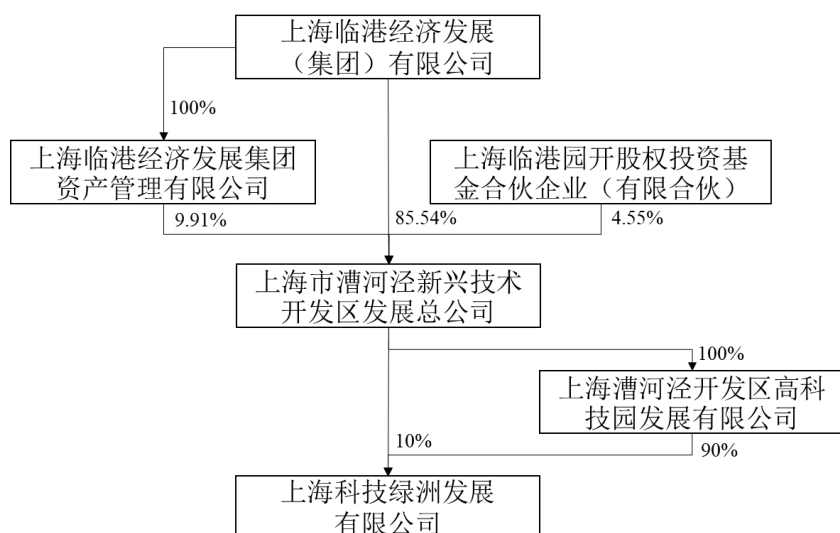 上海临港经济发展
（集团）有限公司
100%
上海临港经济发展集团
资产管理有限公司
上海临港园开股权投资基
金合伙企业（有限合伙）
9.91%
85.54%
4.55%
上海市漕河泾新兴技术
开发区发展总公司
100%
上海漕河泾开发区高科
技园发展有限公司
10%
90%
上海科技绿洲发展
有限公司